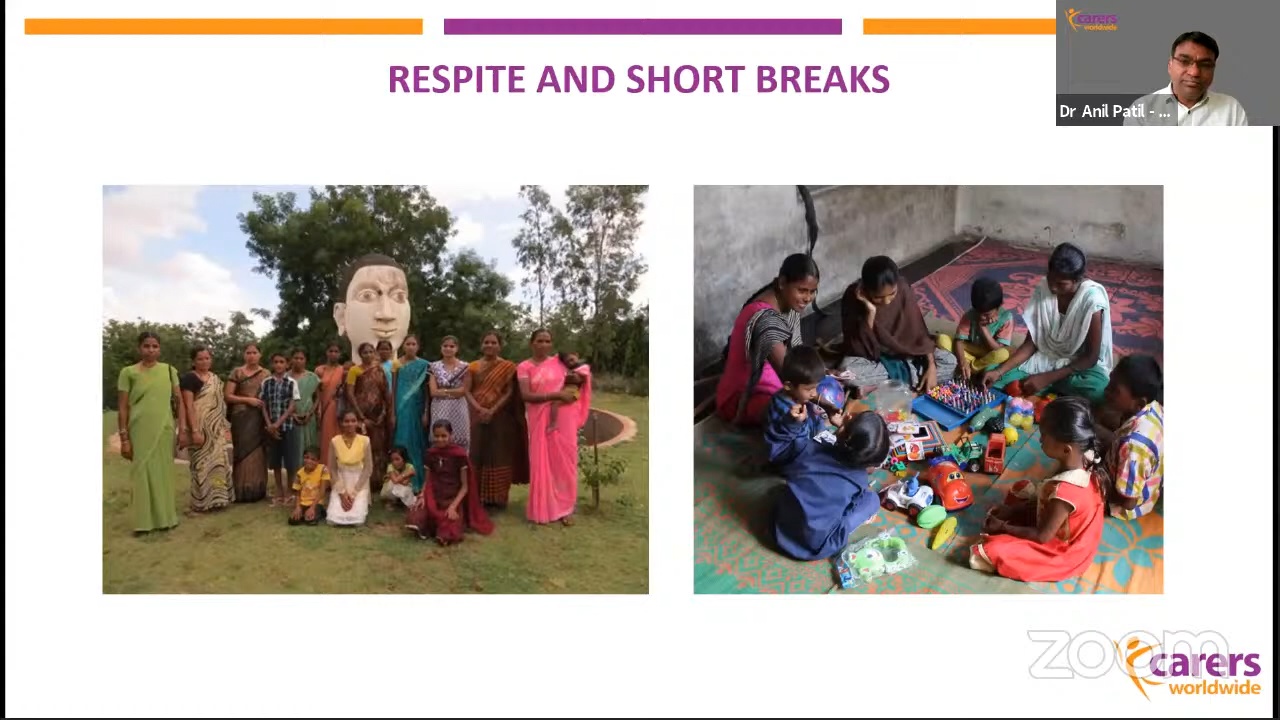 RESPITE AND SHORT BREAKS
carers
worldwide
Dr Anil Patil - ...
zoom
carers
worldwide